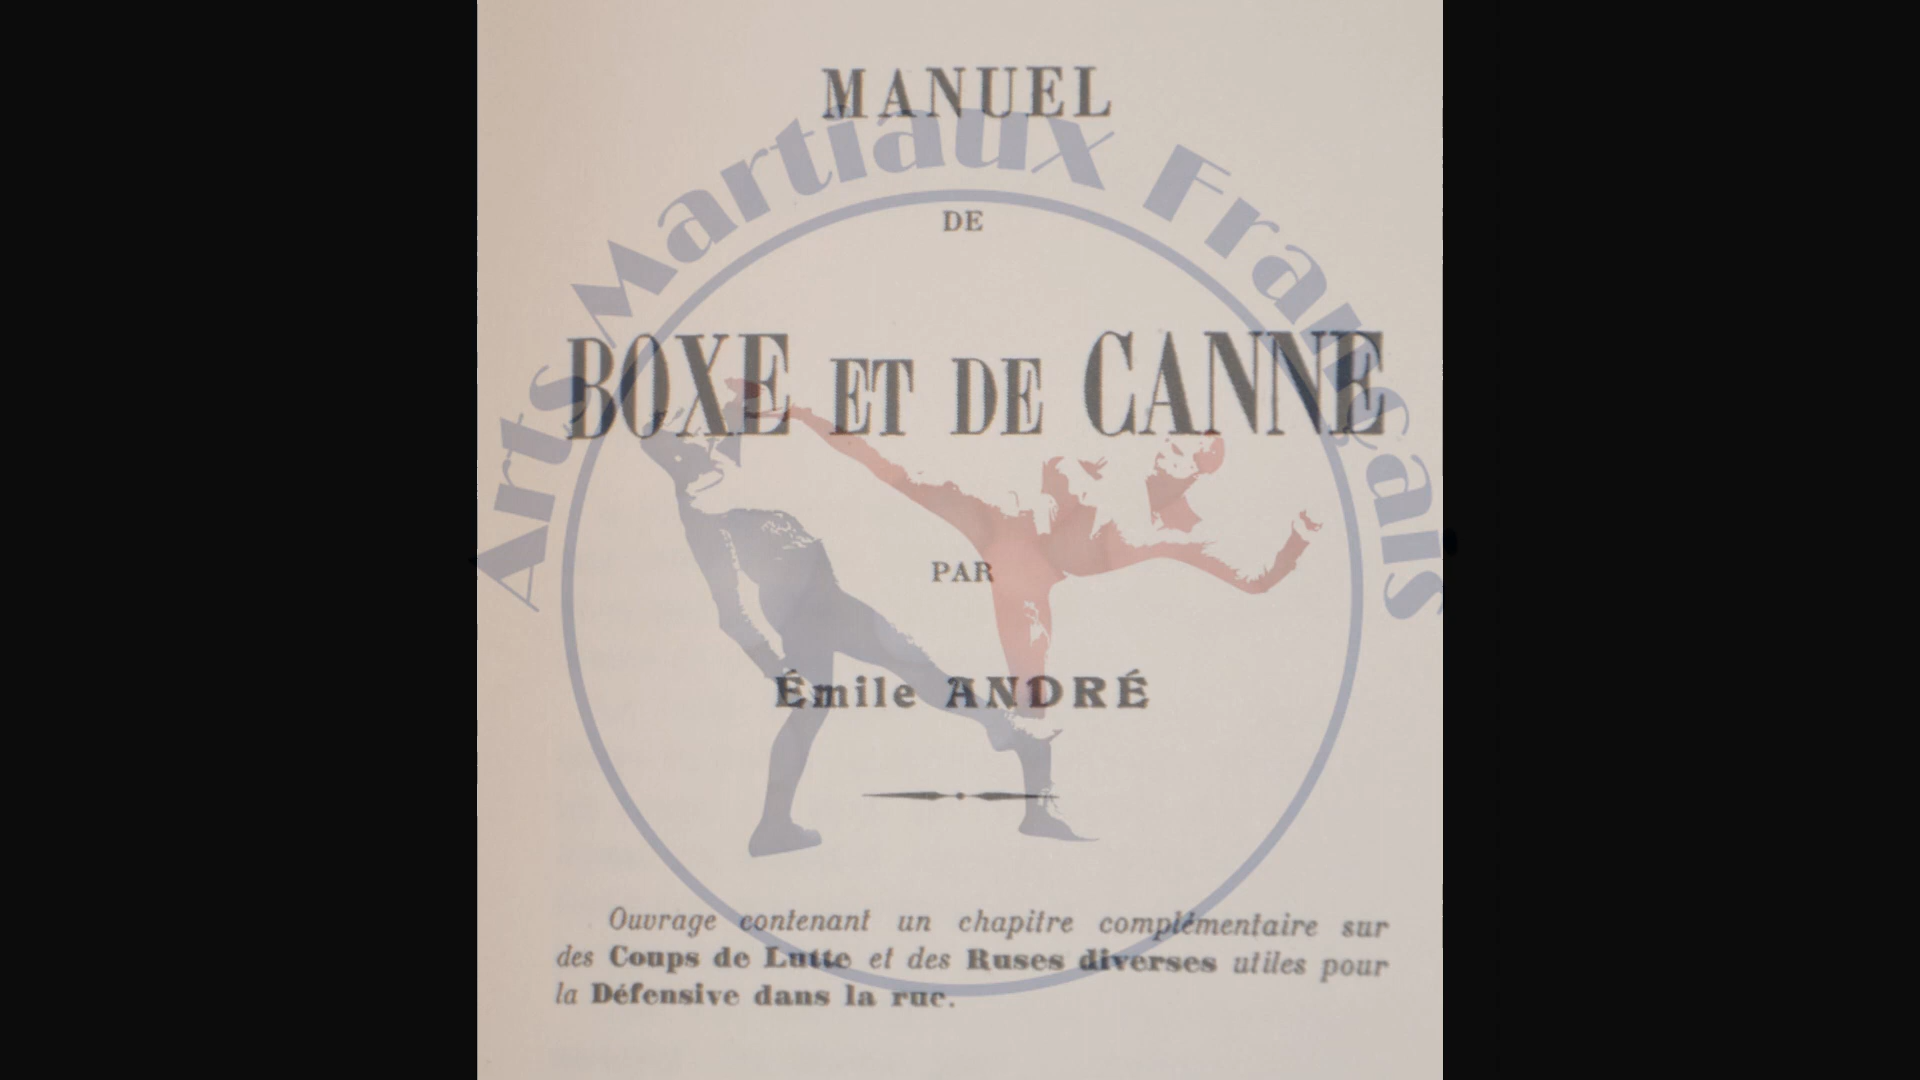 MANUEL
Arts Martiaux Français
DE
BOXE ET DE CANNE
PAR
Émile ANDRÉ
Ouvrage contenant un chapitre complémentaire sur
des Coups de Lutte et des Ruses diverses utiles pour
la Défensive dans la rue.